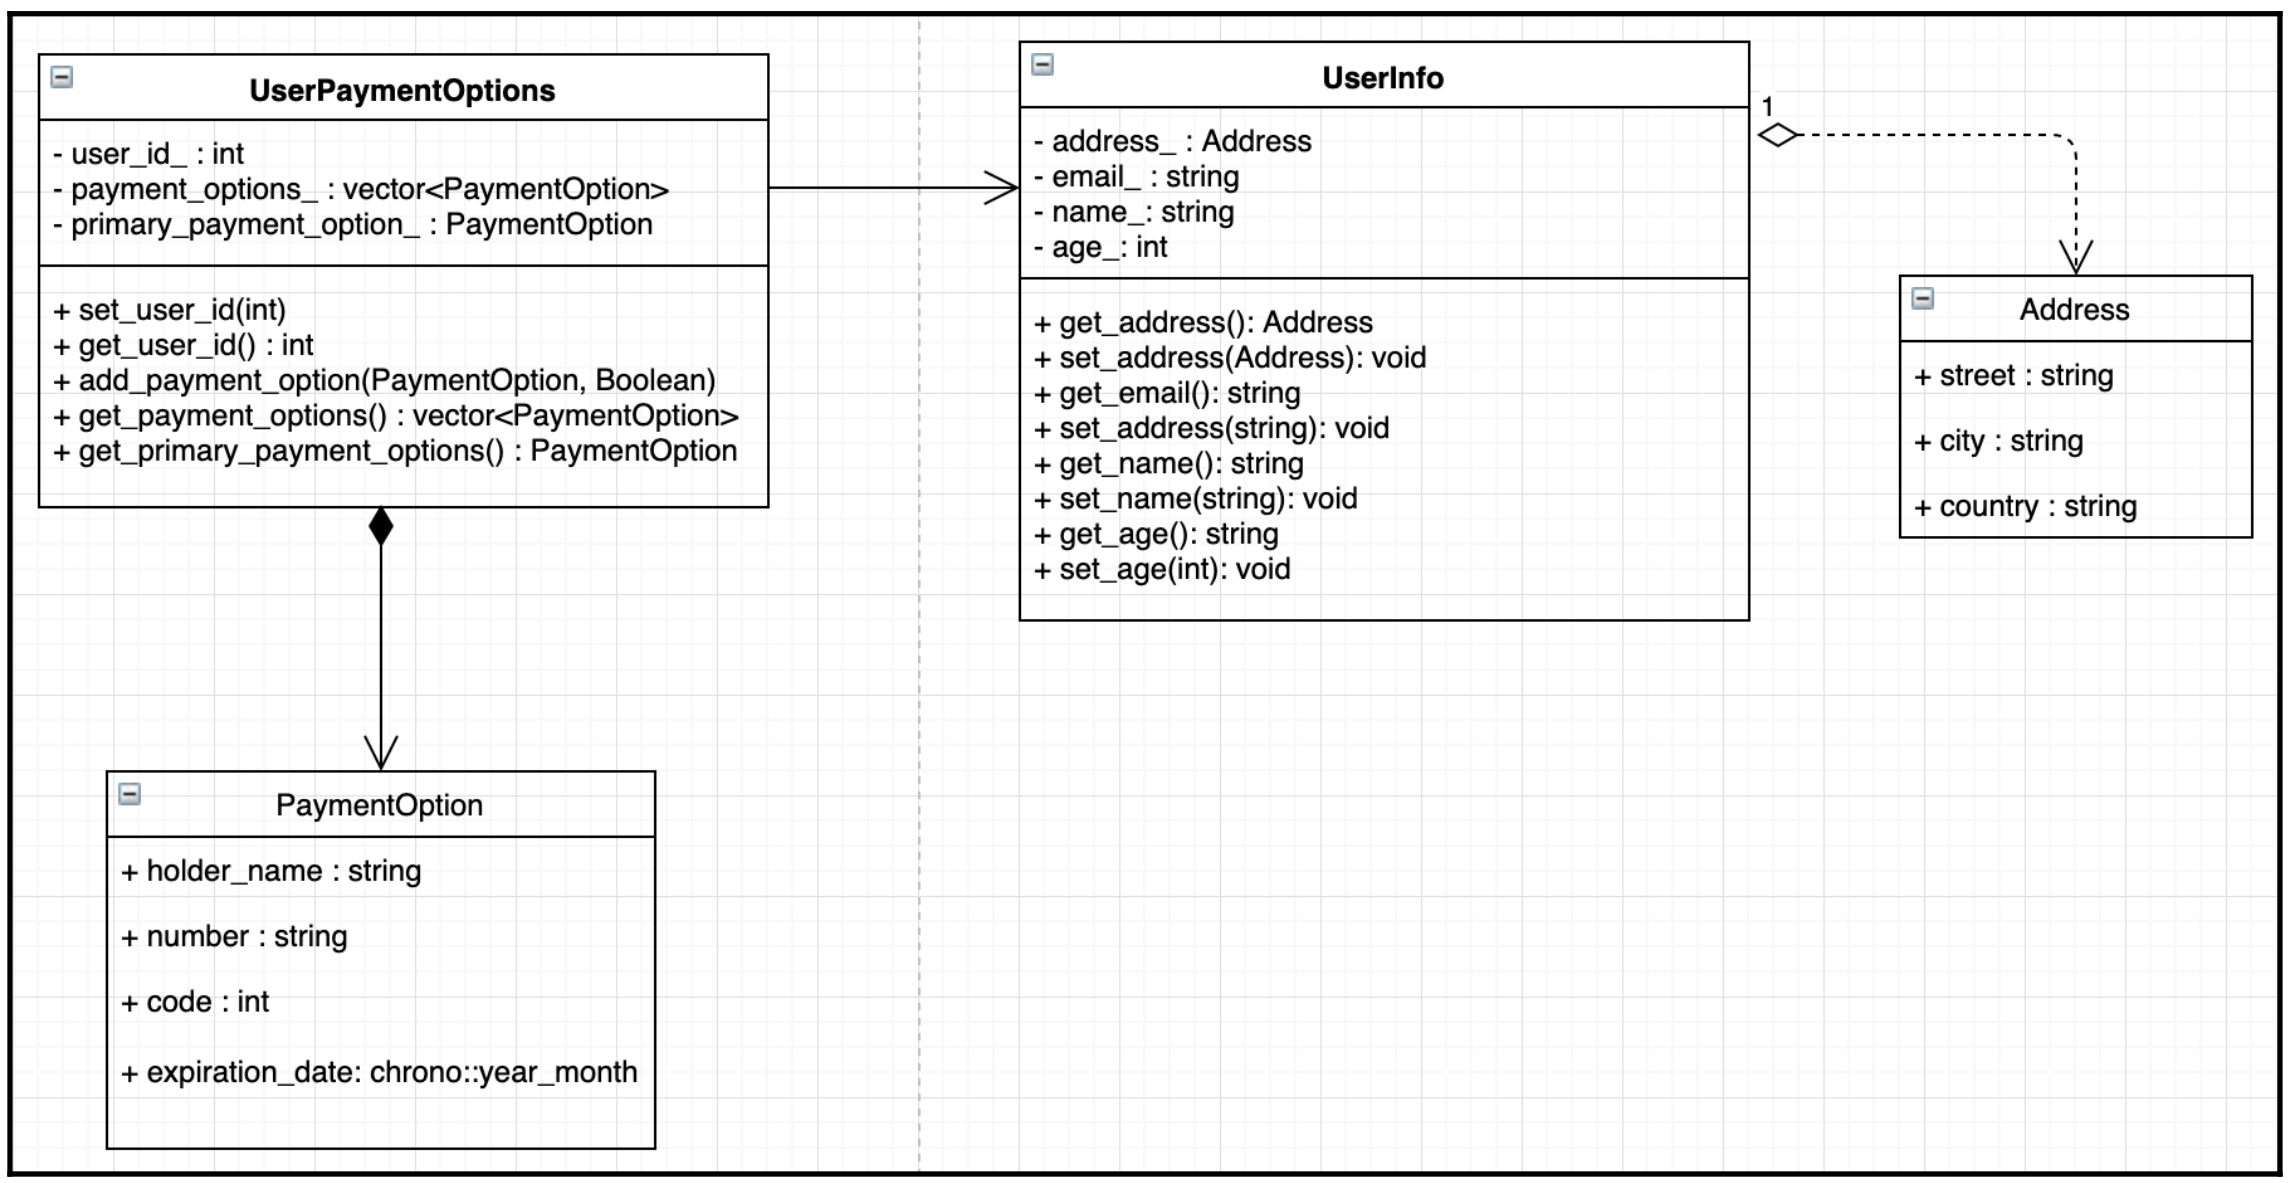 UserPaymentOptions
- user_id_ : int
- payment_options_ : vector<PaymentOption>
- primary_payment_option_ : PaymentOption
+ set_user_id(int)
+ get_user_id() : int
+ add_payment_option(PaymentOption, Boolean)
+ get_payment_options() : vector<PaymentOption>
+ get_primary_payment_options() : PaymentOption
UserInfo
- address_ : Address
- email_ : string
- name_: string
- age_: int
+ get_address(): Address
+ set_address(Address): void
+ get_email(): string
+ set_address(string): void
+ get_name(): string
+ set_name(string): void
+ get_age(): string
+ set_age(int): void
1
Address
+ street : string
+ city : string
+ country : string
PaymentOption
+ holder_name : string
+ number : string
+ code : int
+ expiration_date: chrono::year_month